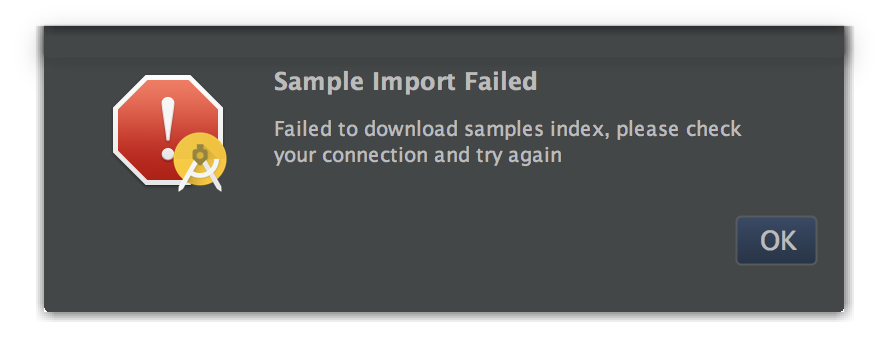 Sample Import Failed
Failed to download samples index, please check
your connection and try again
OK